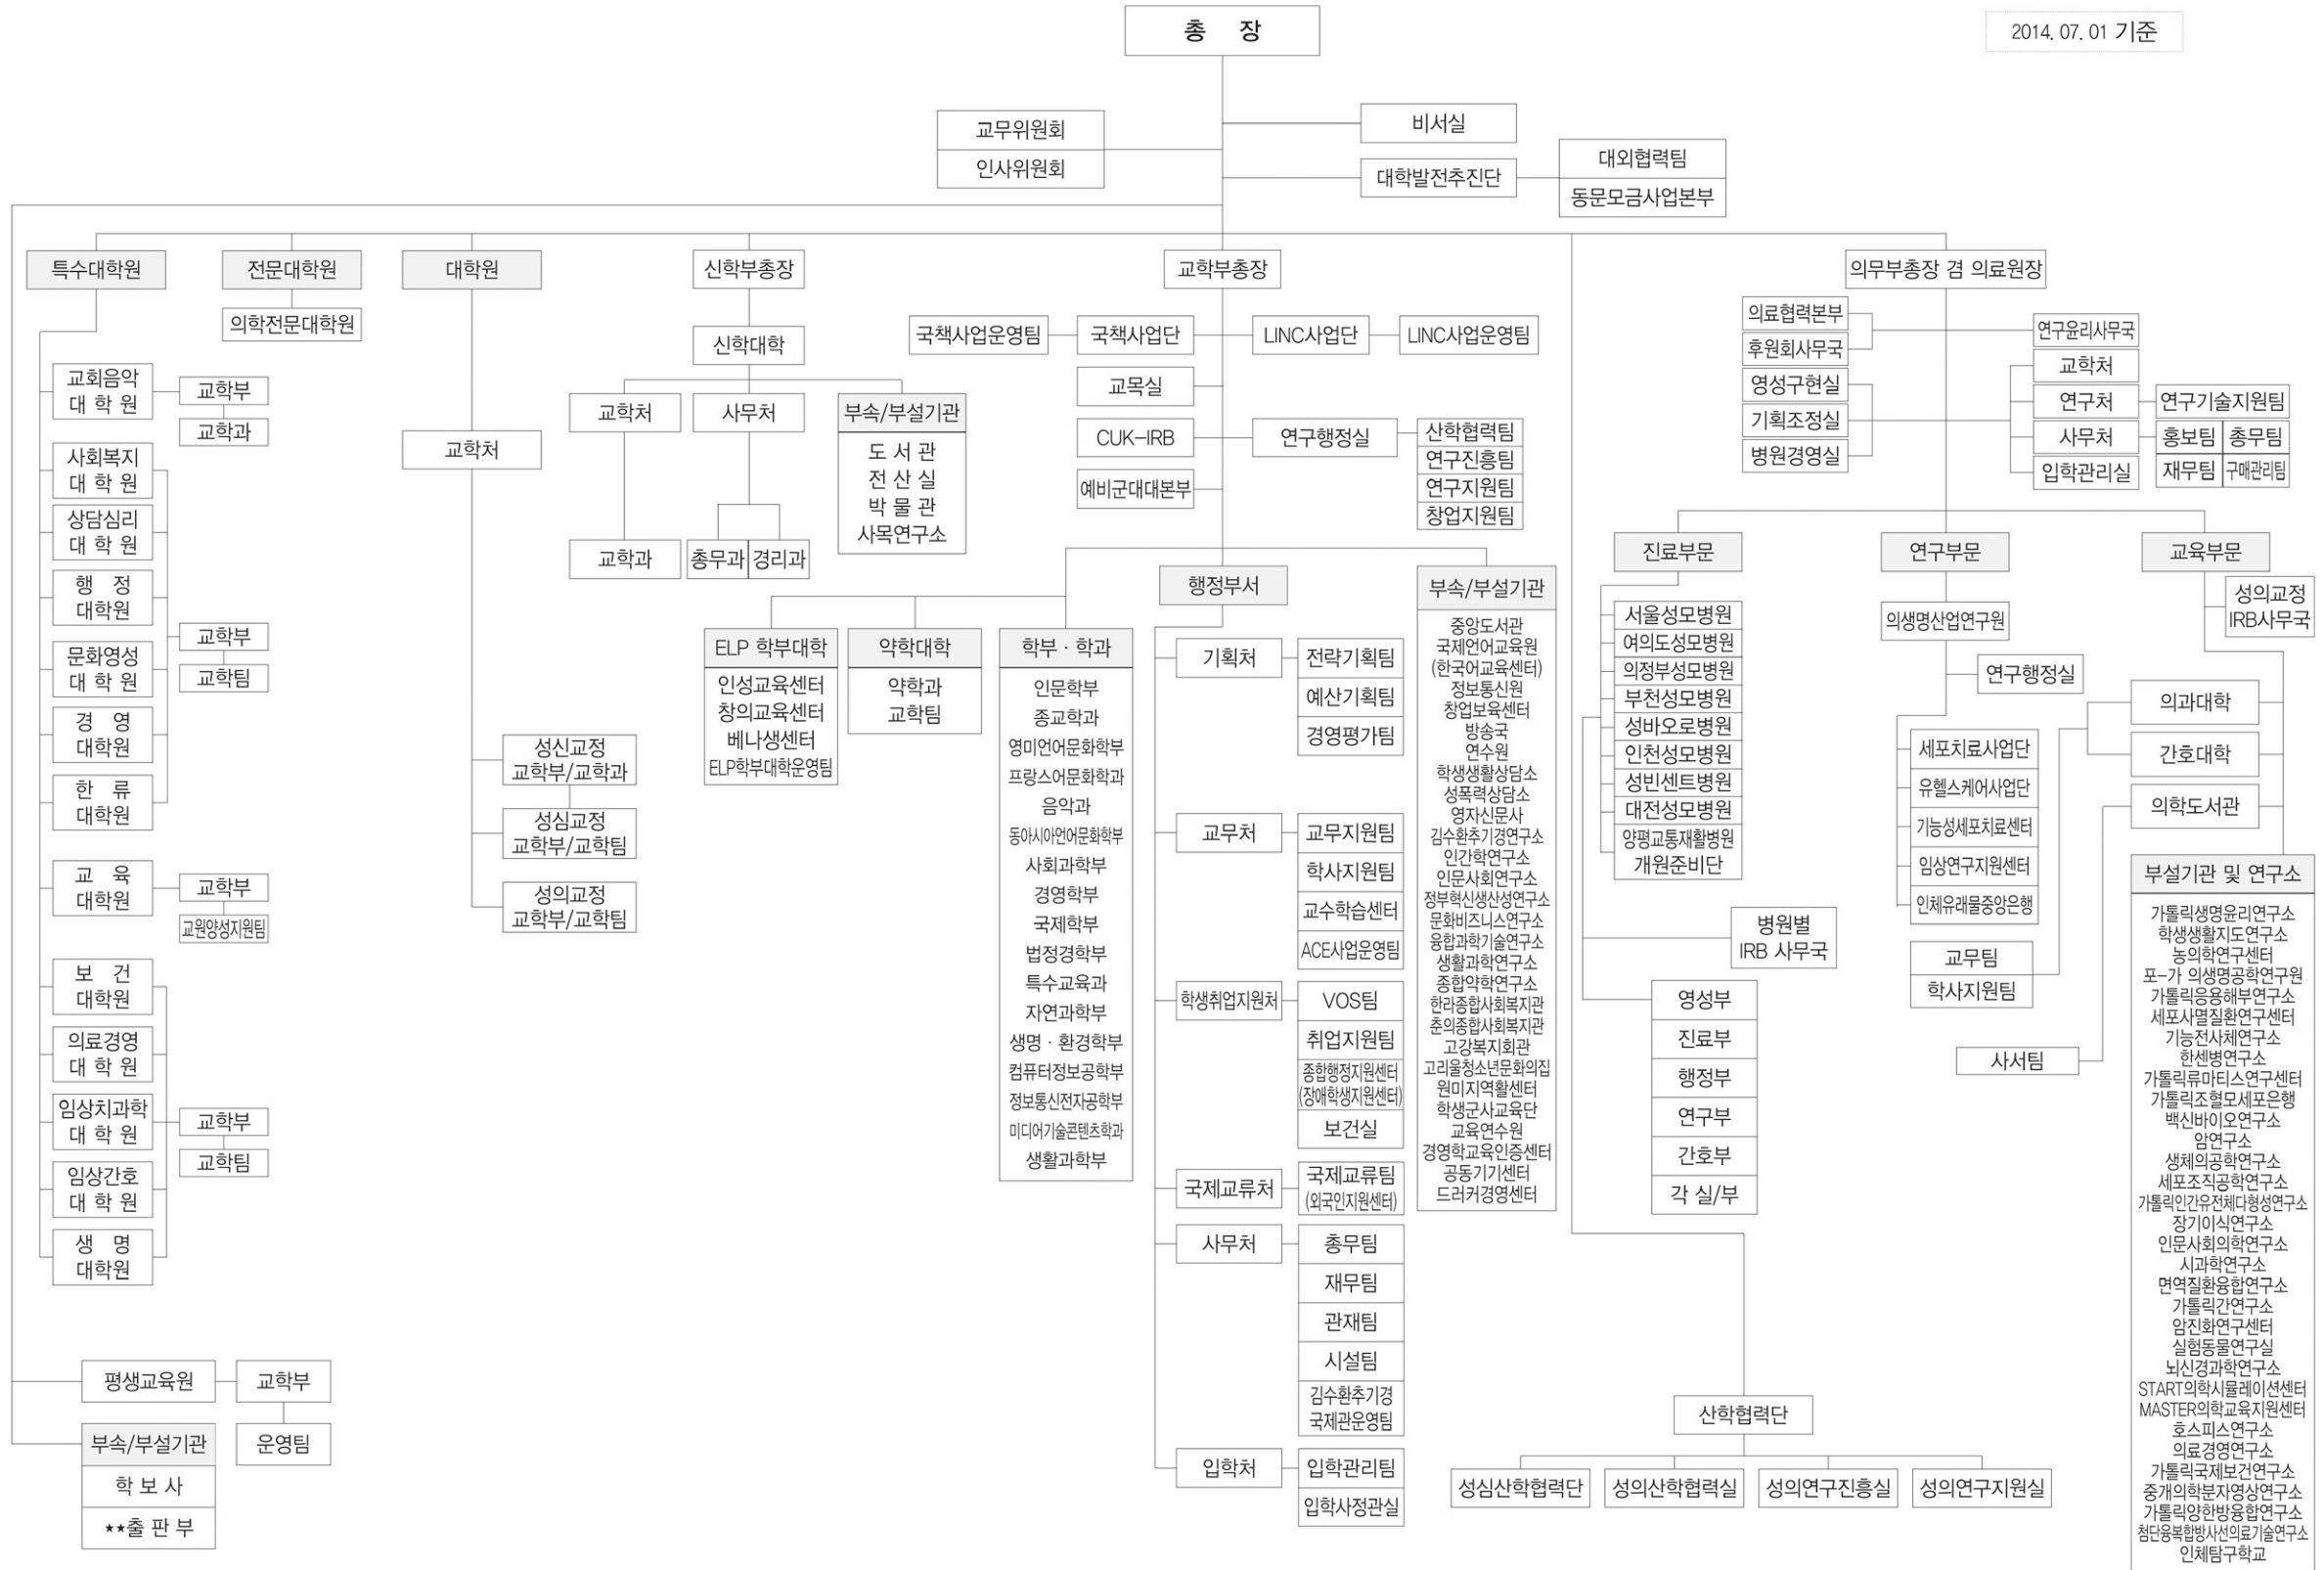 총 장
2014. 07. 01 기준
교무위원회
인사위원회
비서실
대학발전추진단
대외협력팀
동문모금사업본부
특수대학원
전문대학원
대학원
신학부총장
교학부총장
의무부총장 겸 의료원장
의학전문대학원
교회음악
대 학 원
교학부
교학과
사회복지
대 학 원
상담심리
대 학 원
행 정
대학원
문화영성
대 학 원
경 영
대학원
한 류
대학원
교학부
교학팀
교 육
대학원
교학부
교원양성지원팀
보 건
대학원
의료경영
대 학 원
임상치과학
대 학 원
임상간호
대 학 원
생 명
대학원
교학부
교학팀
평생교육원
교학부
운영팀
부속/부설기관
학 보 사
★★출 판 부
교학처
성신교정
교학부/교학과
성심교정
교학부/교학팀
성의교정
교학부/교학팀
신학대학
교학처
사무처
부속/부설기관
도 서 관
전 산 실
박 물 관
사목연구소
교학과
총무과
경리과
국책사업운영팀
국책사업단
LINC사업단
LINC사업운영팀
교목실
CUK-IRB
연구행정실
예비군대대본부
산학협력팀
연구진흥팀
연구지원팀
창업지원팀
ELP 학부대학
인성교육센터
창의교육센터
베나생센터
ELP학부대학운영팀
약학대학
약학과
교학팀
학부 · 학과
인문학부
종교학과
영미언어문화학부
프랑스어문화학과
음악과
동아시아언어문화학부
사회과학부
경영학부
국제학부
법정경학부
특수교육과
자연과학부
생명 · 환경학부
컴퓨터정보공학부
정보통신전자공학부
미디어기술콘텐츠학과
생활과학부
행정부서
기획처
전략기획팀
예산기획팀
경영평가팀
교무처
교무지원팀
학사지원팀
교수학습센터
ACE사업운영팀
학생취업지원처
VOS팀
취업지원팀
종합행정지원센터
(장애학생지원센터)
보건실
국제교류처
국제교류팀
(외국인지원센터)
사무처
총무팀
재무팀
관재팀
시설팀
김수환추기경
국제관운영팀
입학처
입학관리팀
입학사정관실
부속/부설기관
중앙도서관
국제언어교육원
(한국어교육센터)
정보통신원
창업보육센터
방송국
연수원
학생생활상담소
성폭력상담소
영자신문사
김수환추기경연구소
인간학연구소
인문사회연구소
정부혁신생산성연구소
문화비즈니스연구소
융합과학기술연구소
생활과학연구소
종합약학연구소
한라종합사회복지관
춘의종합사회복지관
고강복지회관
고리울청소년문화의집
원미지역활센터
학생군사교육단
교육연수원
경영학교육인증센터
공동기기센터
드러커경영센터
의료협력본부
후원회사무국
영성구현실
기획조정실
병원경영실
연구윤리사무국
교학처
연구처
사무처
입학관리실
연구기술지원팀
홍보팀
총무팀
재무팀
구매관리팀
진료부문
서울성모병원
여의도성모병원
의정부성모병원
부천성모병원
성바오로병원
인천성모병원
성빈센트병원
대전성모병원
양평교통재활병원
개원준비단
병원별
IRB 사무국
영성부
진료부
행정부
연구부
간호부
각 실/부
연구부문
의생명산업연구원
연구행정실
세포치료사업단
유헬스케어사업단
기능성세포치료센터
임상연구지원센터
인체유래물중앙은행
교무팀
학사지원팀
사서팀
교육부문
성의교정
IRB사무국
의과대학
간호대학
의학도서관
부설기관 및 연구소
가톨릭생명윤리연구소
학생생활지도연구소
농의학연구센터
포-가 의생명공학연구원
가톨릭응용해부연구소
세포사멸질환연구센터
기능전사체연구소
한센병연구소
가톨릭류마티스연구센터
가톨릭조혈모세포은행
백신바이오연구소
암연구소
생체의공학연구소
세포조직공학연구소
가톨릭인간유전체다형성연구소
장기이식연구소
인문사회의학연구소
시과학연구소
면역질환융합연구소
가톨릭간연구소
암진화연구센터
실험동물연구실
뇌신경과학연구소
START의학시뮬레이션센터
MASTER의학교육지원센터
호스피스연구소
의료경영연구소
가톨릭국제보건연구소
중개의학분자영상연구소
가톨릭양한방융합연구소
첨단융복합방사선의료기술연구소
인체탐구학교
산학협력단
성심산학협력단
성의산학협력실
성의연구진흥실
성의연구지원실